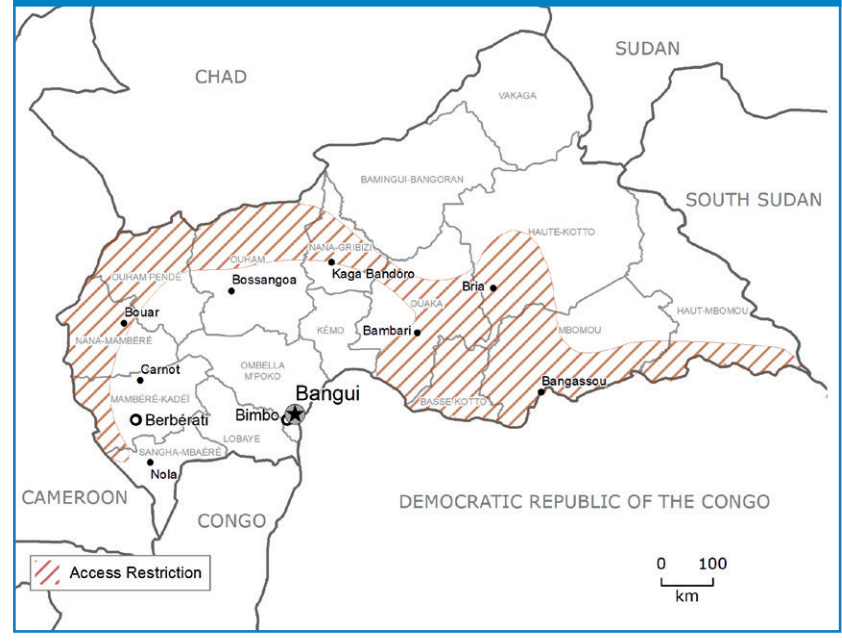 SUDAN
CHAD
VAKAGA
BAMINGUI-BANGORAN
SOUTH SUDAN
HAUTE-KOTTO
NANA-GRIBIZI
OUHAM
Kaga Bandoro
OUHAM PENDÉ
Bossangoa
Bria
OUAKA
HAUT-MBOMOU
Bouar
KÉMO
Bambari
MBOMOU
NANA-MAMBÉRÉ
OMBELLA
M'POKO
Carnot
Bangui
Bangassou
MAMBÉRÉ-KADÉÏ
BASSE-KOTTO
Berbérati
Bimbo
LOBAYE
SANGHA-MBAÉRÉ
Nola
CAMEROON
DEMOCRATIC REPUBLIC OF THE CONGO
CONGO
Access Restriction
0 100
km